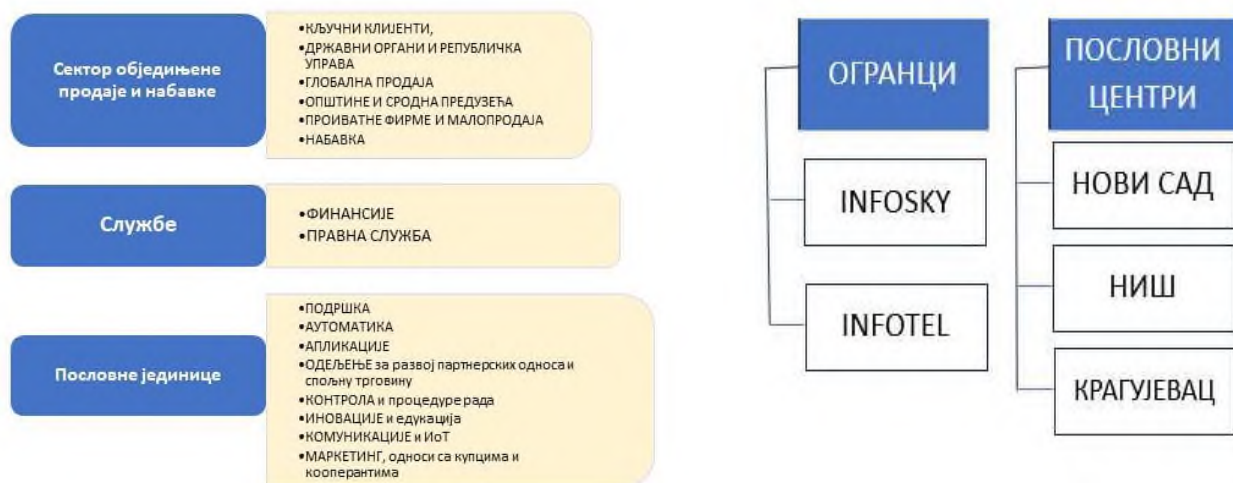 Сектор обједињене
продаје и набавке
•КЉУЧНИ КЛИЈЕНТИ,
•ДРЖАВНИ ОРГАНИ И РЕПУБЛИЧКА
УПРАВА
•ГЛОБАЛНА ПРОДАЈА
•ОПШТИНЕ И СРОДНА ПРЕДУЗЕЋА
•ПРОИВАТНЕ ФИРМЕ И МАЛОПРОДАЈА
•НАБАВКА
Службе
•ФИНАНСИЈЕ
•ПРАВНА СЛУЖБА
Пословне јединице
•ПОДРШКА
•АУТОМАТИКА
•АПЛИКАЦИЈЕ
•ОДЕЉЕЊЕ за развој партнерских односа и
спољну трговину
•КОНТРОЛА и процедуре рада
•ИНОВАЦИЈЕ и едукација
•КОМУНИКАЦИЈЕ и ИоТ
•МАРКЕТИНГ, односи са купцима и
кооперантима
ОГРАНЦИ
INFOSKY
INFOTEL
ПОСЛОВНИ
ЦЕНТРИ
НОВИ САД
НИШ
КРАГУЈЕВАЦ